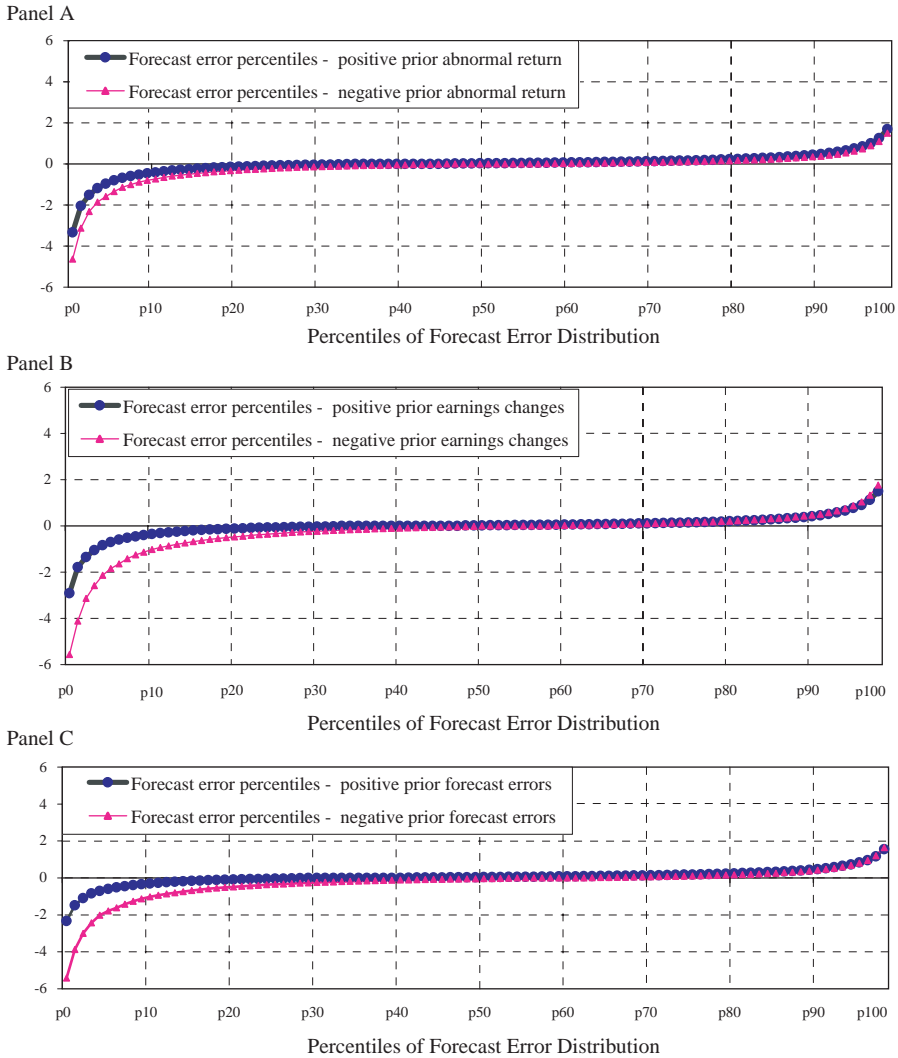 Panel A
6
4
2
0
-2
-4
-6
Forecast error percentiles - positive prior abnormal return
Forecast error percentiles - negative prior abnormal return
p0 p10 p20 p30 p40 p50 p60 p70 p80 p90 p100
Percentiles of Forecast Error Distribution
Panel B
6
4
2
0
-2
-4
-6
Forecast error percentiles - positive prior earnings changes
Forecast error percentiles - negative prior earnings changes
p0 p10 p20 p30 p40 p50 p60 p70 p80 p90 p100
Percentiles of Forecast Error Distribution
Panel C
6
4
2
0
-2
-4
-6
Forecast error percentiles - positive prior forecast errors
Forecast error percentiles - negative prior forecast errors
p0 p10 p20 p30 p40 p50 p60 p70 p80 p90 p100
Percentiles of Forecast Error Distribution